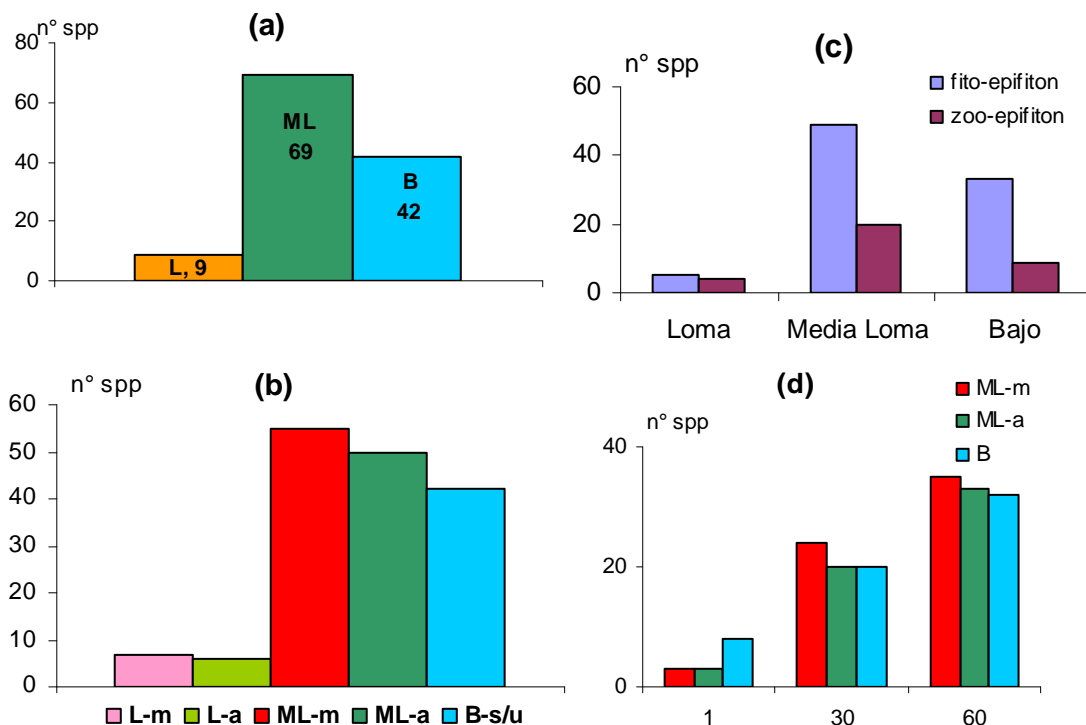 (a)
n° spp
80
60
40
20
0
ML
69
B
42
L, 9
(c)
n° spp
60
40
20
0
fito-epifiton
zoo-epifiton
Loma Media Loma Bajo
(b)
n° spp
60
50
40
30
20
10
0
L-m L-a ML-m ML-a B-s/u
(d)
n° spp
40
20
0
ML-m
ML-a
B
1 30 60